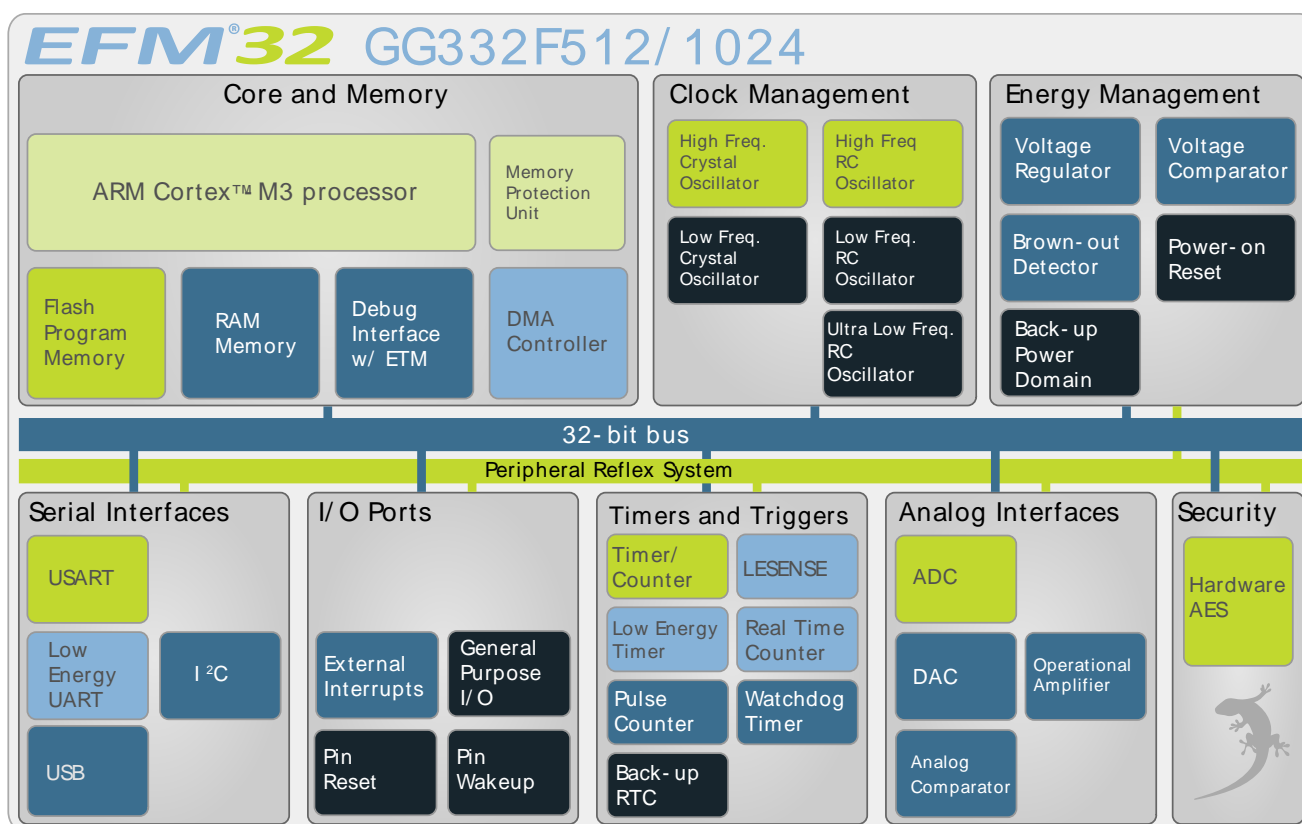 EFM®32 GG332F512/1024
Core and Memory
ARM Cortex™ M3 processor
Memory
Protection
Unit
Flash
Program
Memory
RAM
Memory
Debug
Interface
w/ ETM
DMA
Controller
Clock Management
High Freq.
Crystal
Oscillator
High Freq
RC
Oscillator
Low Freq.
Crystal
Oscillator
Low Freq.
RC
Oscillator
Ultra Low Freq.
RC
Oscillator
Energy Management
Voltage
Regulator
Voltage
Comparator
Brown-out
Detector
Power-on
Reset
Back-up
Power
Domain
32-bit bus
Peripheral Reflex System
Serial Interfaces
USART
Low
Energy
UART
I²C
USB
I/O Ports
External
Interrupts
General
Purpose
I/O
Pin
Reset
Pin
Wakeup
Timers and Triggers
Timer/
Counter
LESENSE
Low Energy
Timer
Real Time
Counter
Pulse
Counter
Watchdog
Timer
Back-up
RTC
Analog Interfaces
ADC
DAC
Operational
Amplifier
Analog
Comparator
Security
Hardware
AES